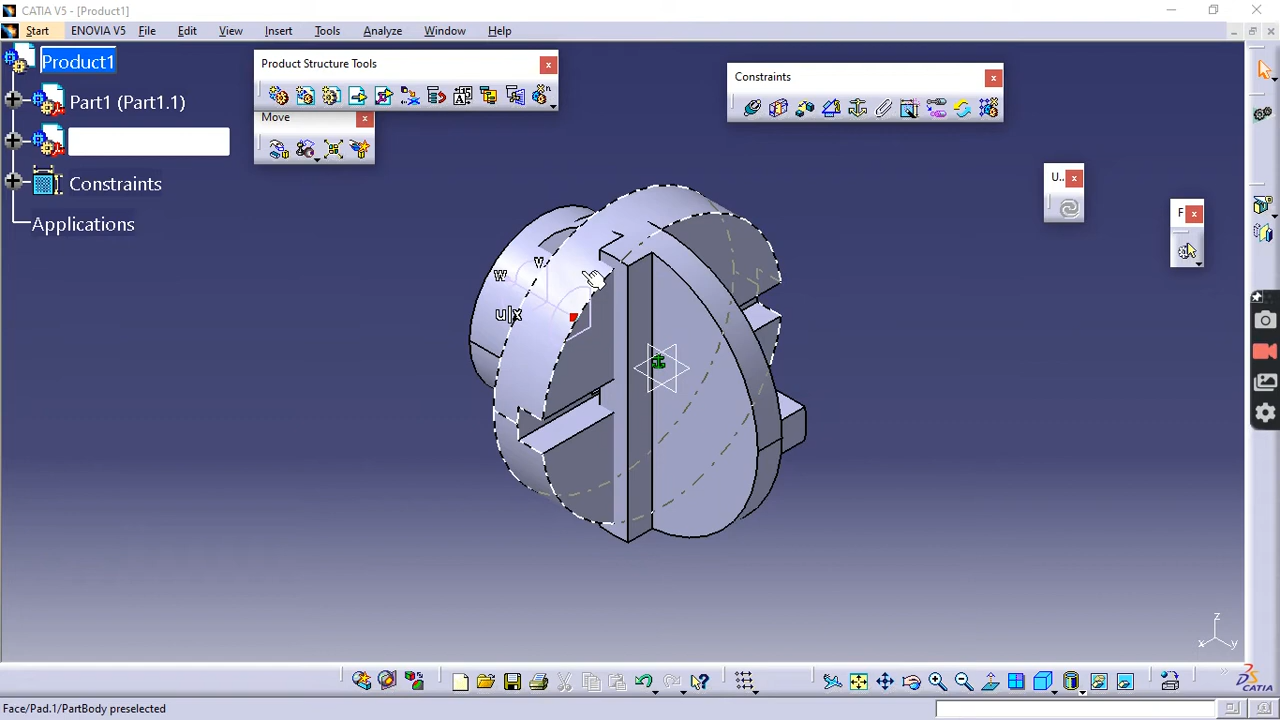 CATIA V5 - [Product1]
Start ENOVIA V5 File Edit View Insert Tools Analyze Window Help
Product1
Product Structure Tools
Constraints
Part1 (Part1.1)
Move
Constraints
U..
F
Applications
w
v
u|x
z
x
y
CATIA
Face/Pad.1/PartBody preselected